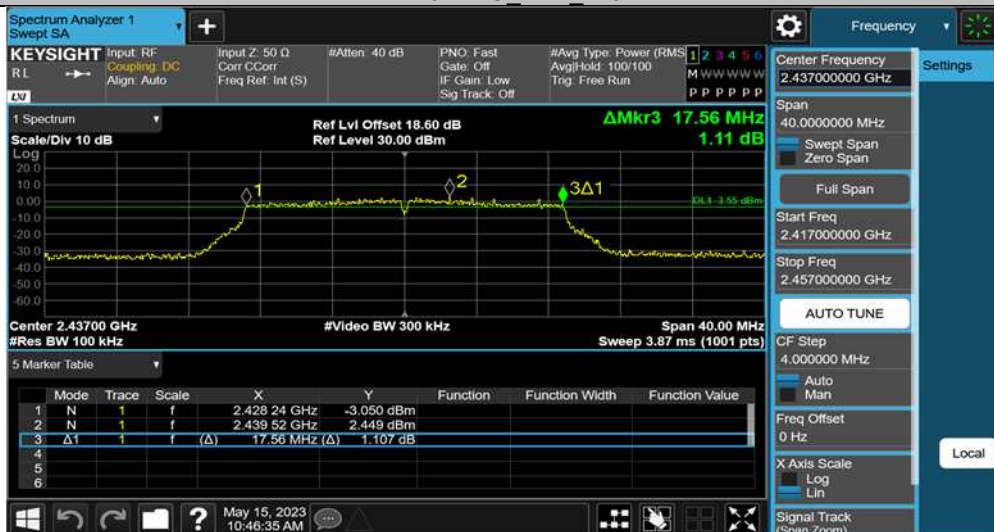 Spectrum Analyzer 1
Swept SA
+
Frequency
KEYSIGHT
RL
LXI
Input: RF
Coupling: DC
Align: Auto
Input Z: 50 Ω
Corr CCorr
Freq Ref: Int (S)
#Atten: 40 dB
PNO: Fast
Gate: Off
IF Gain: Low
Sig Track: Off
#Avg Type: Power (RMS
Avg|Hold: 100/100
Trig: Free Run
1 2 3 4 5 6
M W W W W W
P P P P P P
1 Spectrum
Scale/Div 10 dB
Ref Lvl Offset 18.60 dB
Ref Level 30.00 dBm
ΔMkr3 17.56 MHz
1.11 dB
Log
20.0
10.0
0.00
-10.0
-20.0
-30.0
-40.0
-50.0
-60.0
1
2
3Δ1
DL1 -3.55 dBm
Center 2.43700 GHz
#Res BW 100 kHz
#Video BW 300 kHz
Span 40.00 MHz
Sweep 3.87 ms (1001 pts)
5 Marker Table
Mode Trace Scale X Y Function Function Width Function Value
1 N 1 f 2.428 24 GHz -3.050 dBm
2 N 1 f 2.439 52 GHz 2.449 dBm
3 Δ1 1 f (Δ) 17.56 MHz (Δ) 1.107 dB
4
5
6
Center Frequency
2.437000000 GHz
Settings
Span
40.0000000 MHz
Swept Span
Zero Span
Full Span
Start Freq
2.417000000 GHz
Stop Freq
2.457000000 GHz
AUTO TUNE
CF Step
4.000000 MHz
Auto
Man
Freq Offset
0 Hz
X Axis Scale
Log
Lin
Local
Signal Track
(Span Zoom)
?
May 15, 2023
10:46:35 AM